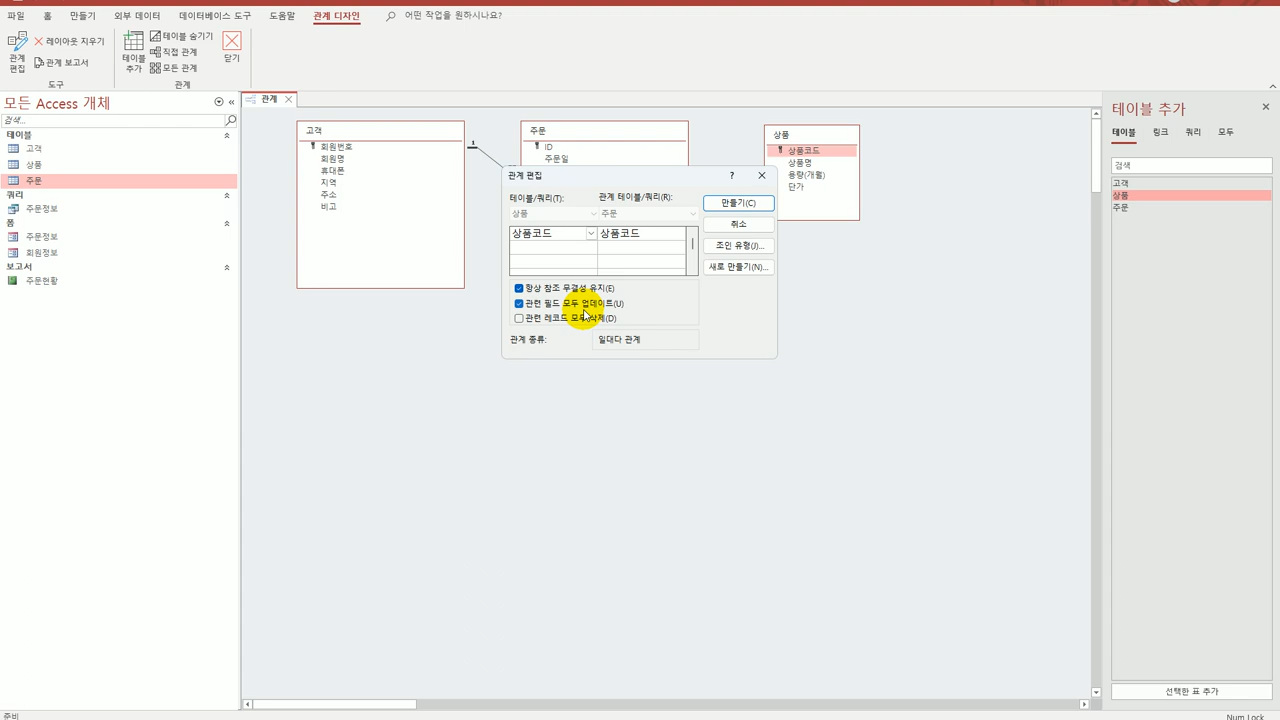 파일 홈 만들기 외부 데이터 데이터베이스 도구 도움말 관계 디자인 어떤 작업을 원하시나요?
관계 편집
레이아웃 지우기
관계 보고서
도구
테이블 추가
테이블 숨기기
직접 관계
모든 관계
닫기
관계
모든 Access 개체
검색...
테이블
고객
상품
주문
쿼리
주문정보
폼
주문정보
회원정보
보고서
주문현황
관계
고객
회원번호
회원명
휴대폰
지역
주소
비고
1
주문
ID
주문일
상품
상품코드
상품명
용량(개월)
단가
관계 편집 ?
테이블/쿼리(T): 관계 테이블/쿼리(R):
상품 주문
상품코드 상품코드
항상 참조 무결성 유지(E)
관련 필드 모두 업데이트(U)
관련 레코드 모두 삭제(D)
관계 종류: 일대다 관계
만들기(C)
취소
조인 유형(J)...
새로 만들기(N)...
테이블 추가
테이블 링크 쿼리 모두
검색
고객
상품
주문
선택한 표 추가
준비
Num Lock